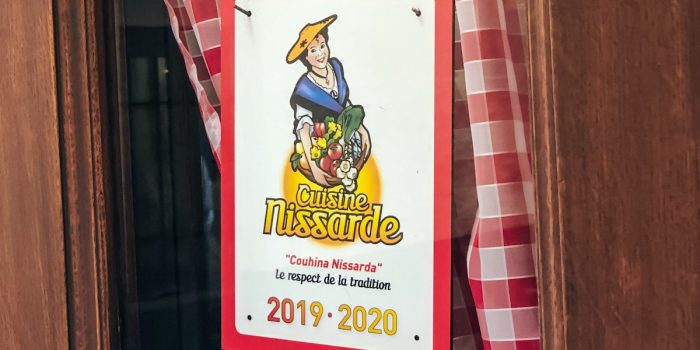 Cuisine
Nissarde
"Couhina Nissarda"
le respect de la tradition
2019 · 2020